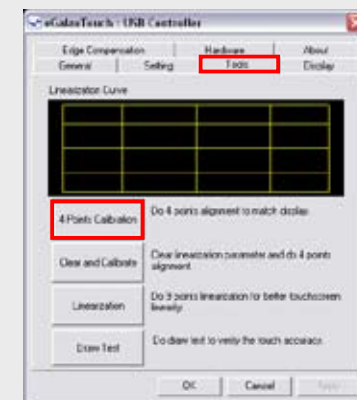 eGalaxTouch : USB Controller
Edge Compensation Hardware About
General Setting Tools Display
Linearization Curve
4 Points Calibration
Do 4 points alignment to match display.
Clear and Calibrate
Clear linearization parameter and do 4 points
alignment.
Linearization
Do 9 points linearization for better touchscreen
linearity.
Draw Test
Do draw test to verify the touch accuracy.
OK Cancel Apply